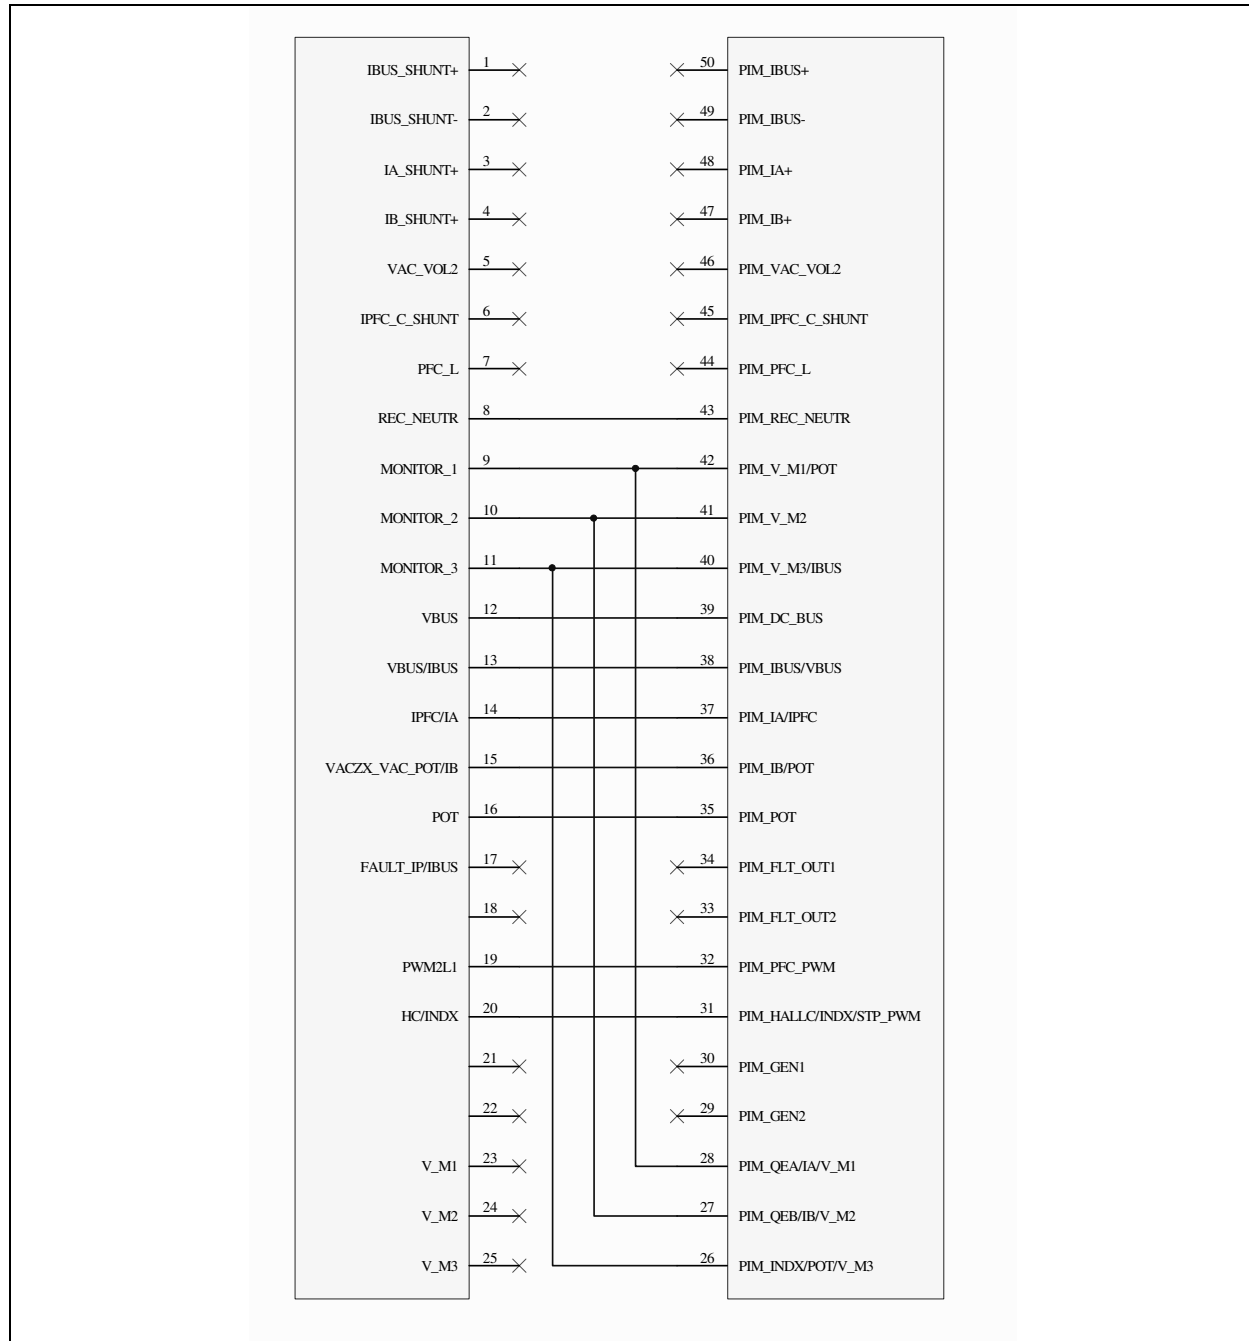 IBUS_SHUNT+ 1 50 PIM_IBUS+
IBUS_SHUNT- 2 49 PIM_IBUS-
IA_SHUNT+ 3 48 PIM_IA+
IB_SHUNT+ 4 47 PIM_IB+
VAC_VOL2 5 46 PIM_VAC_VOL2
IPFC_C_SHUNT 6 45 PIM_IPFC_C_SHUNT
PFC_L 7 44 PIM_PFC_L
REC_NEUTR 8 43 PIM_REC_NEUTR
MONITOR_1 9 42 PIM_V_M1/POT
MONITOR_2 10 41 PIM_V_M2
MONITOR_3 11 40 PIM_V_M3/IBUS
VBUS 12 39 PIM_DC_BUS
VBUS/IBUS 13 38 PIM_IBUS/VBUS
IPFC/IA 14 37 PIM_IA/IPFC
VACZX_VAC_POT/IB 15 36 PIM_IB/POT
POT 16 35 PIM_POT
FAULT_IP/IBUS 17 34 PIM_FLT_OUT1
18 33 PIM_FLT_OUT2
PWM2L1 19 32 PIM_PFC_PWM
HC/INDX 20 31 PIM_HALLC/INDX/STP_PWM
21 30 PIM_GEN1
22 29 PIM_GEN2
V_M1 23 28 PIM_QEA/IA/V_M1
V_M2 24 27 PIM_QEB/IB/V_M2
V_M3 25 26 PIM_INDX/POT/V_M3